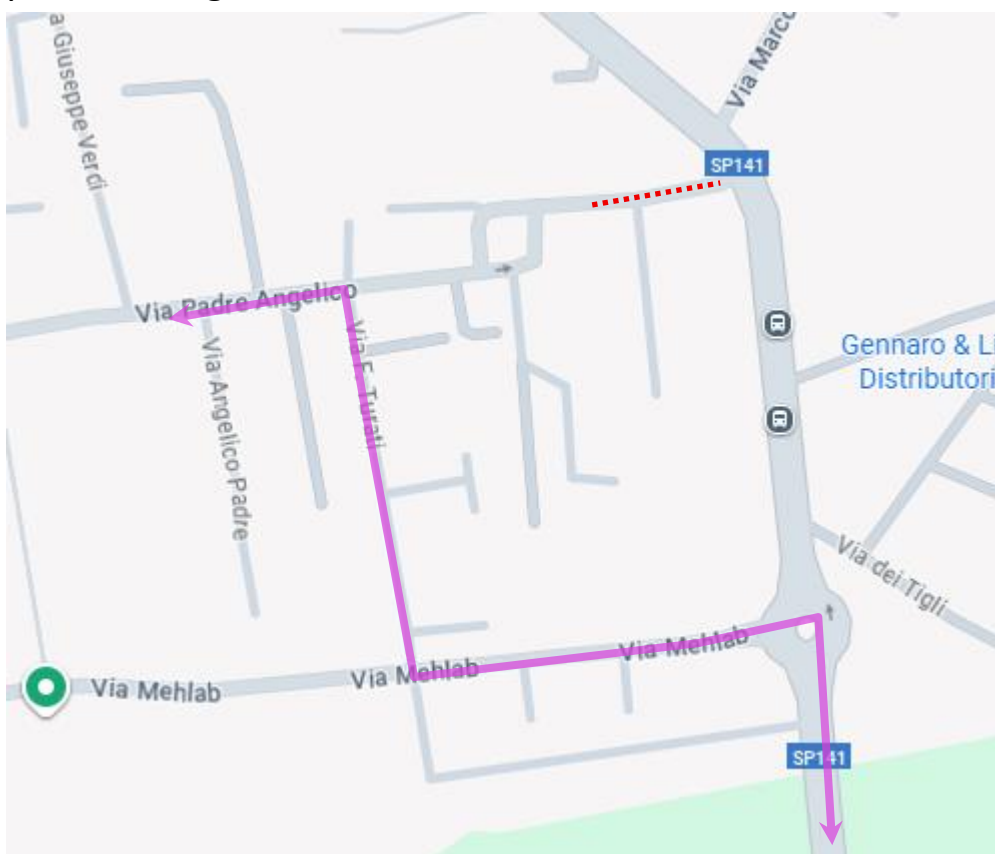 a Giuseppe Verdi
Via Marco
SP141
Via Padre Angelico
Via F. Turati
Via Angelico Padre
Gennaro & Li
Distributori
Via dei Tigli
Via Mehlab
Via Mehlab
Via Mehlab
SP141